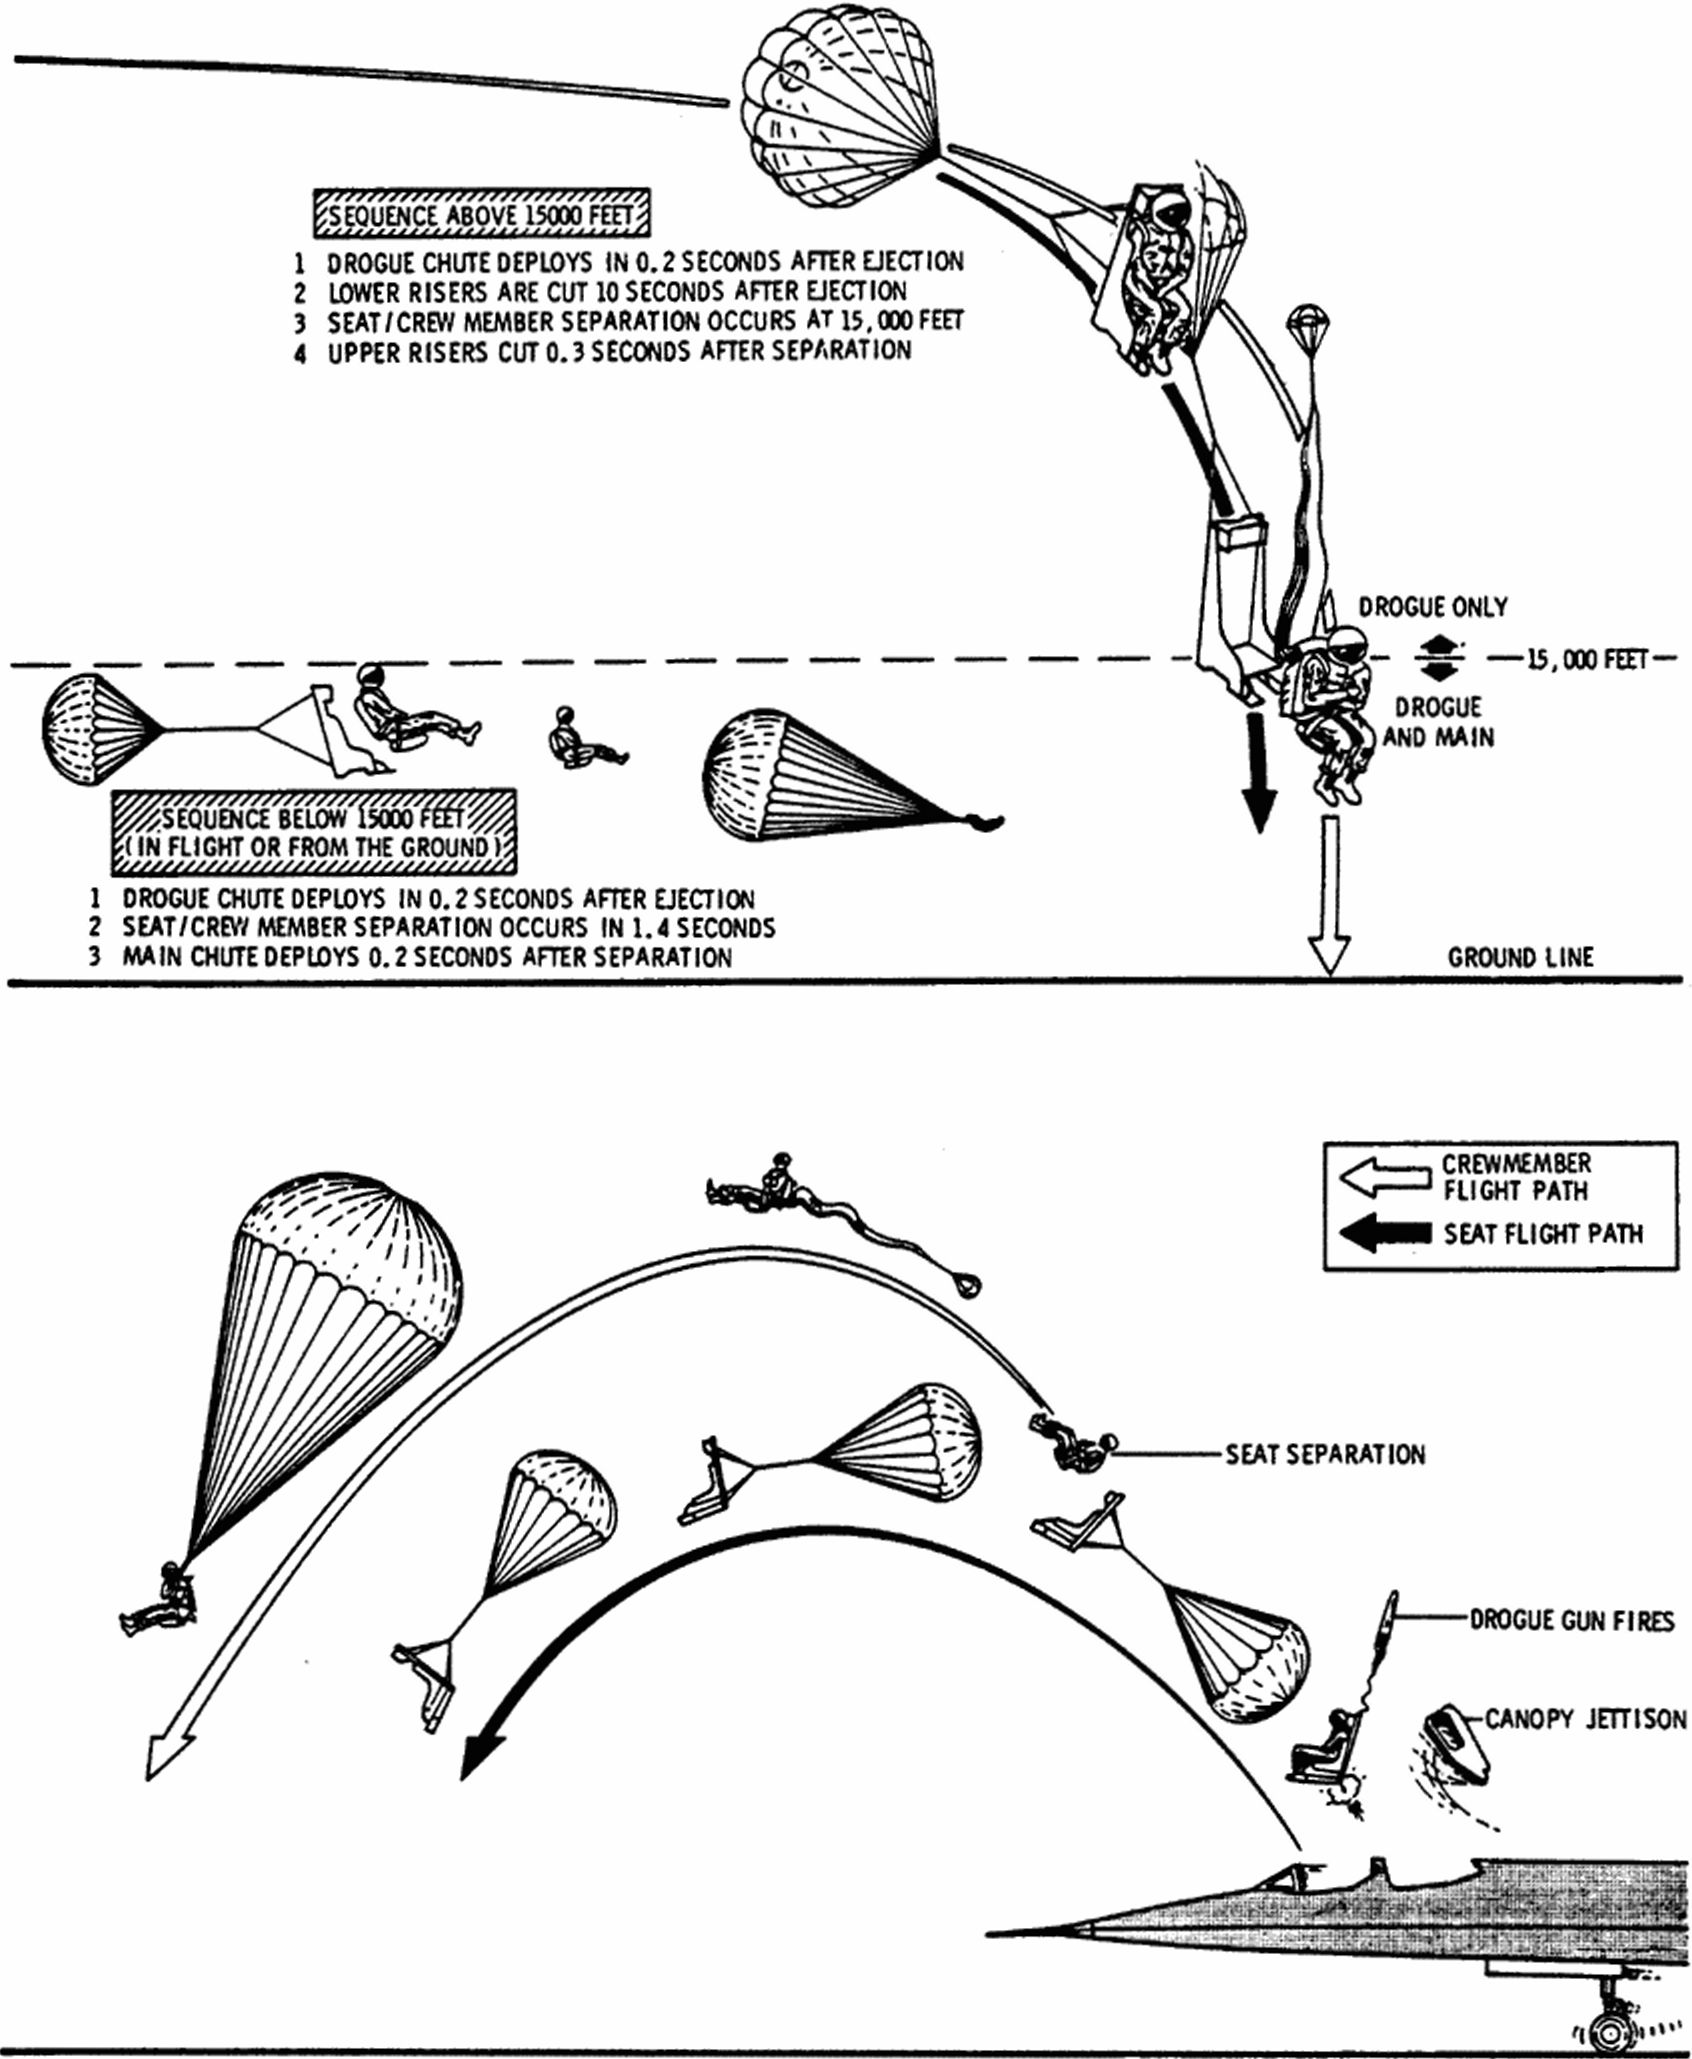 SEQUENCE ABOVE 15000 FEET
1 DROGUE CHUTE DEPLOYS IN 0.2 SECONDS AFTER EJECTION
2 LOWER RISERS ARE CUT 10 SECONDS AFTER EJECTION
3 SEAT/CREW MEMBER SEPARATION OCCURS AT 15,000 FEET
4 UPPER RISERS CUT 0.3 SECONDS AFTER SEPARATION
DROGUE ONLY
15,000 FEET
DROGUE
AND MAIN
SEQUENCE BELOW 15000 FEET
(IN FLIGHT OR FROM THE GROUND)
1 DROGUE CHUTE DEPLOYS IN 0.2 SECONDS AFTER EJECTION
2 SEAT/CREW MEMBER SEPARATION OCCURS IN 1.4 SECONDS
3 MAIN CHUTE DEPLOYS 0.2 SECONDS AFTER SEPARATION
GROUND LINE
CREWMEMBER
FLIGHT PATH
SEAT FLIGHT PATH
SEAT SEPARATION
DROGUE GUN FIRES
CANOPY JETTISON